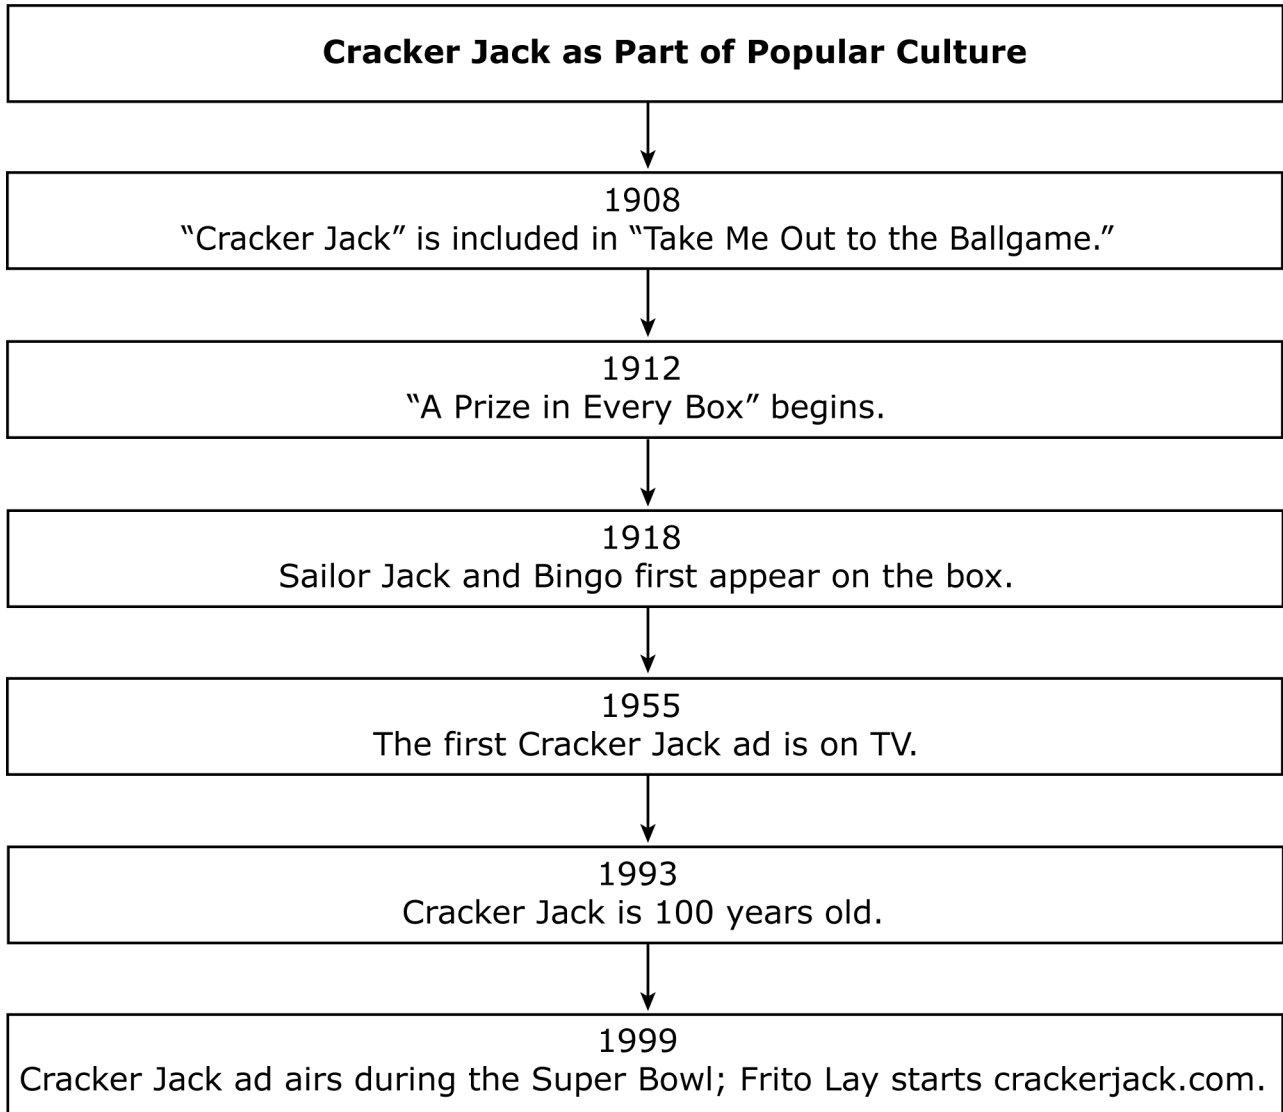 Cracker Jack as Part of Popular Culture
1908
“Cracker Jack” is included in “Take Me Out to the Ballgame.”
1912
“A Prize in Every Box” begins.
1918
Sailor Jack and Bingo first appear on the box.
1955
The first Cracker Jack ad is on TV.
1993
Cracker Jack is 100 years old.
1999
Cracker Jack ad airs during the Super Bowl; Frito Lay starts crackerjack.com.